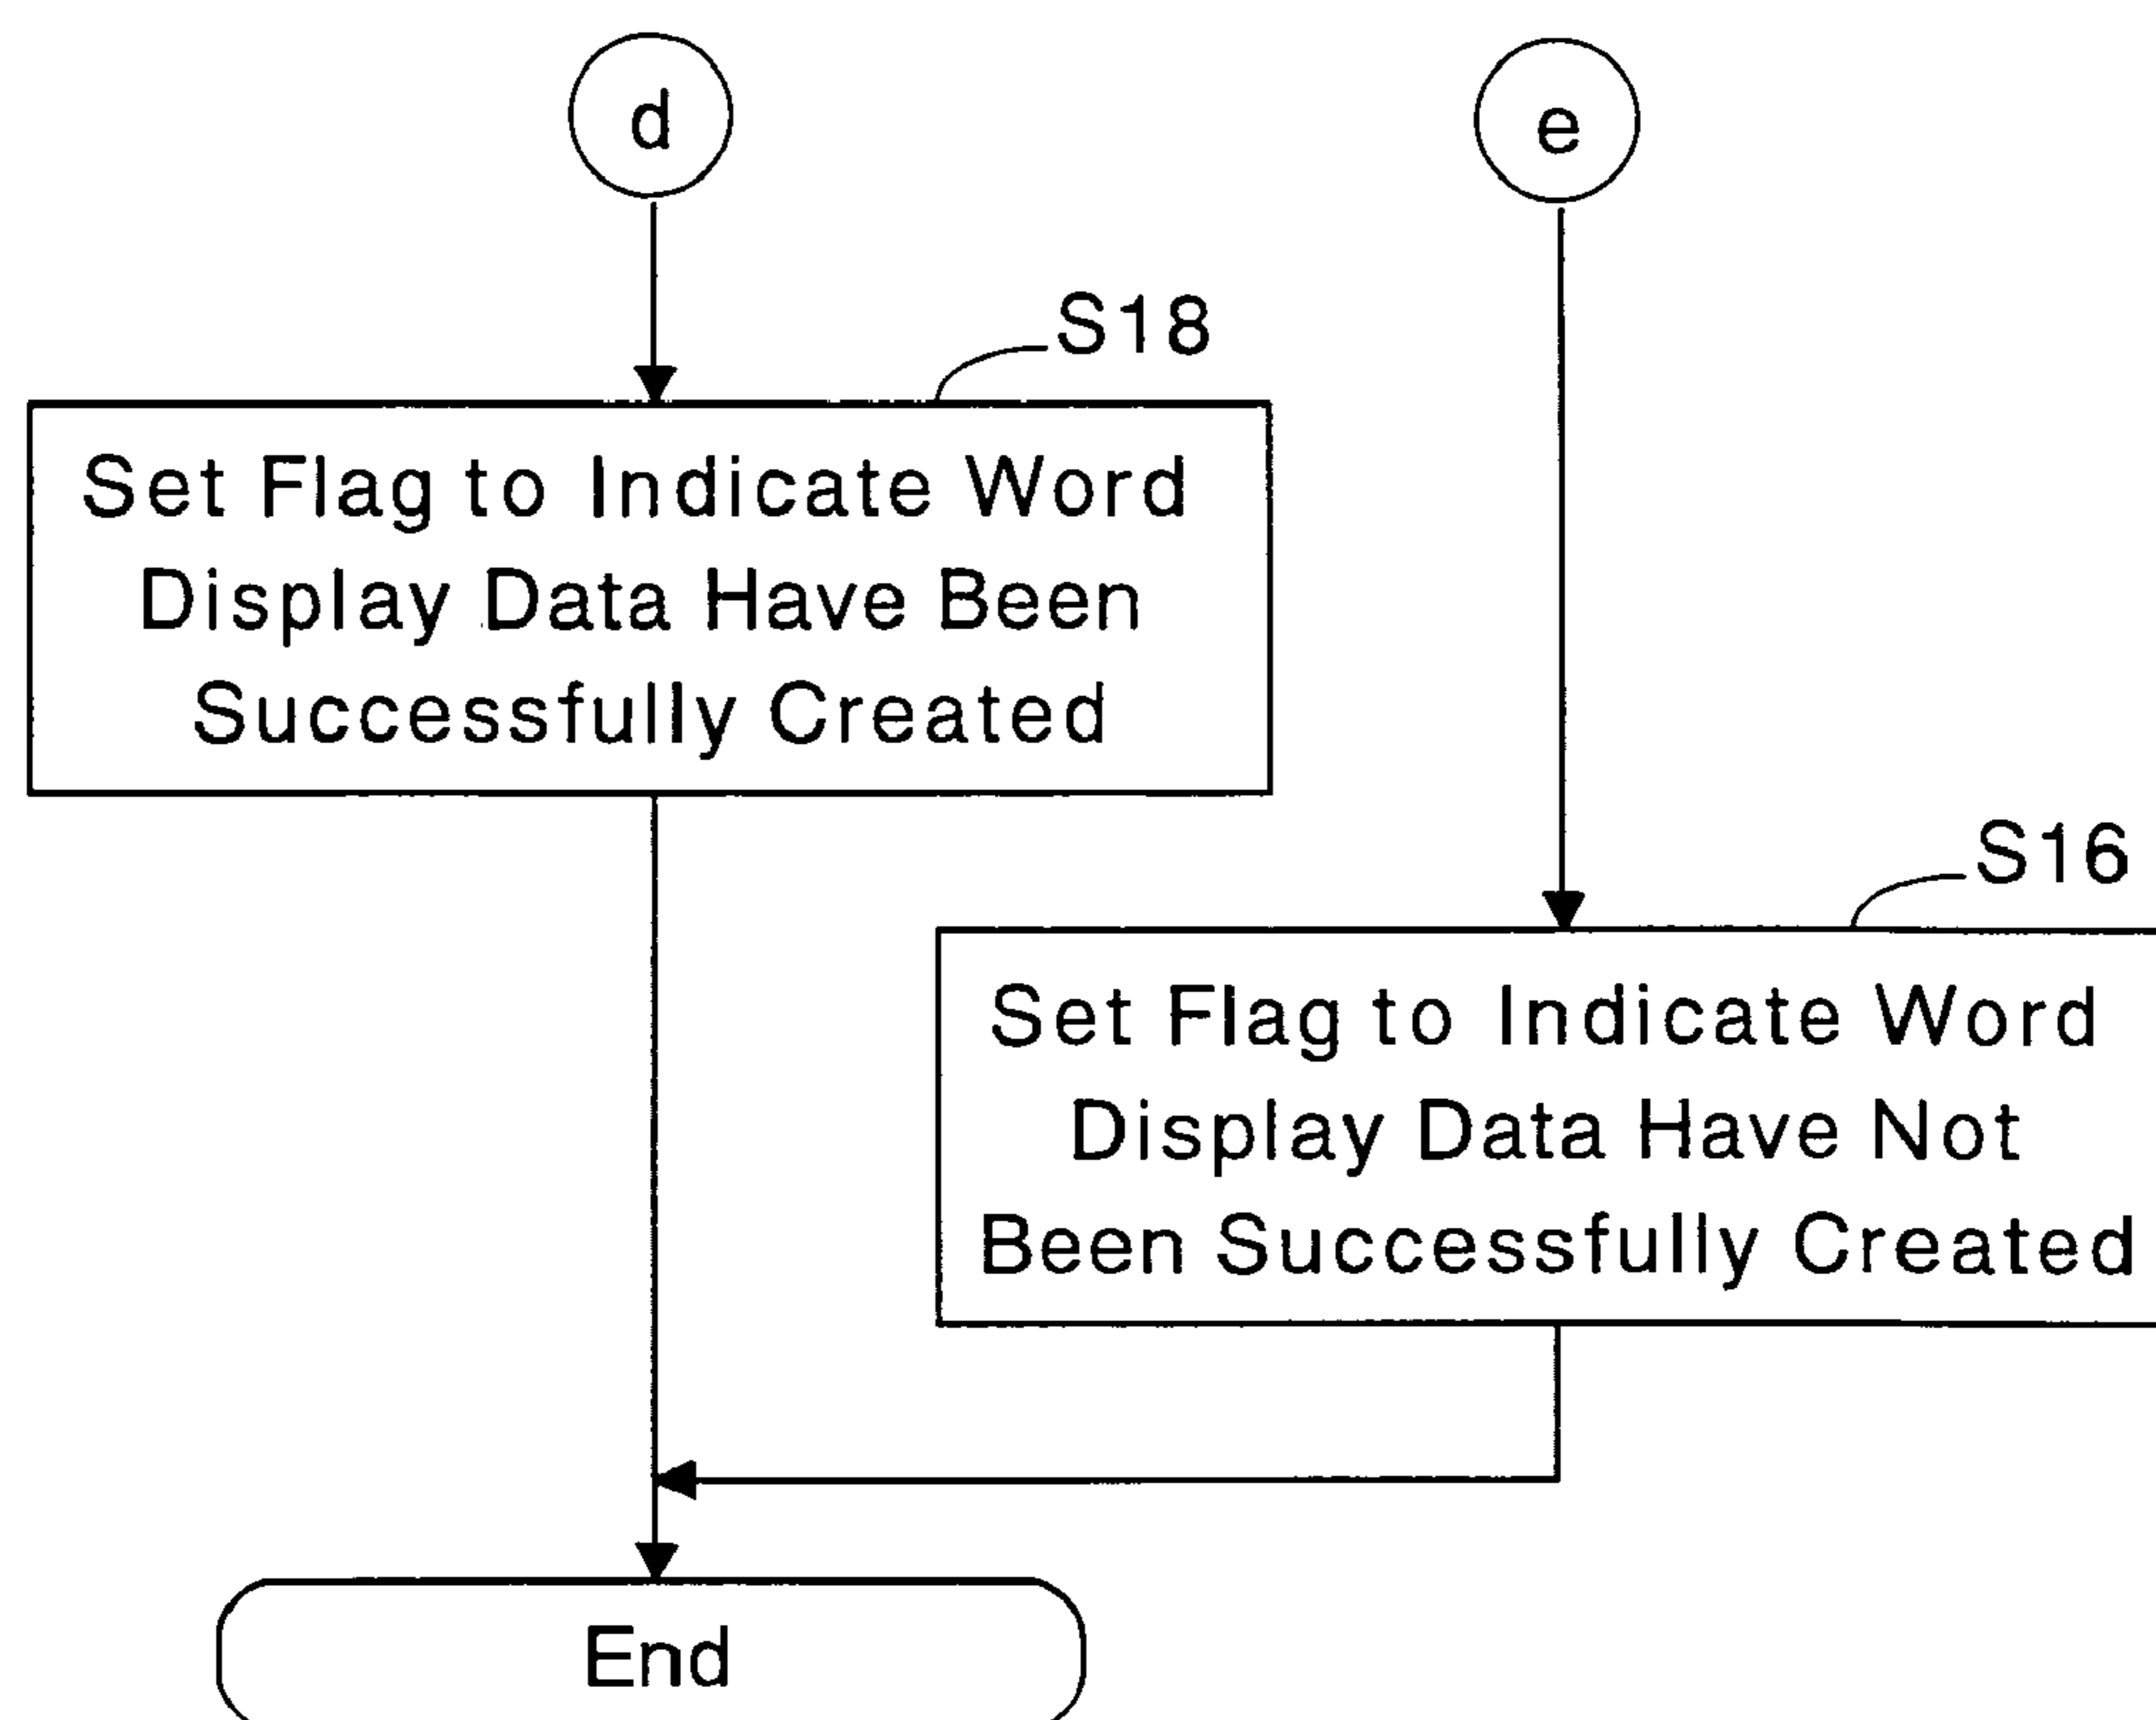 d
e
S18
Set Flag to Indicate Word
Display Data Have Been
Successfully Created
S16
Set Flag to Indicate Word
Display Data Have Not
Been Successfully Created
End